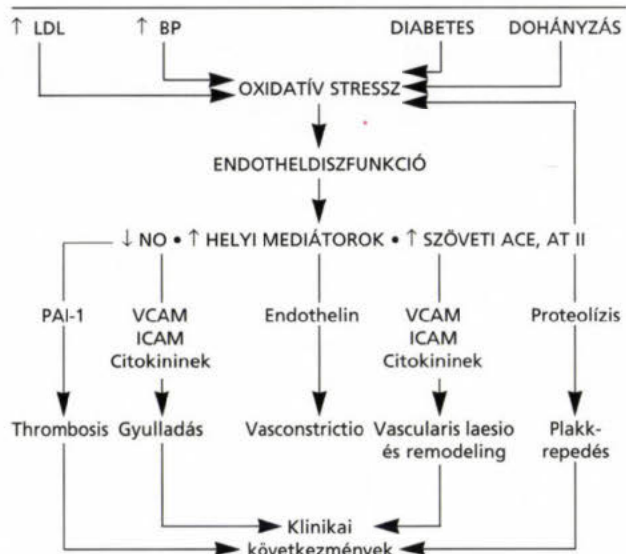 ↑ LDL ↑ BP DIABETES DOHÁNYZÁS
OXIDATÍV STRESSZ
ENDOTHELDISZFUNKCIÓ
↓ NO • ↑ HELYI MEDIÁTOROK • ↑ SZÖVETI ACE, AT II
PAI-1 VCAM Endothelin VCAM Proteolízis
ICAM ICAM
Citokininek Citokininek
Thrombosis Gyulladás Vasconstrictio Vascularis laesio Plakk-
és remodeling repedés
Klinikai
következmények